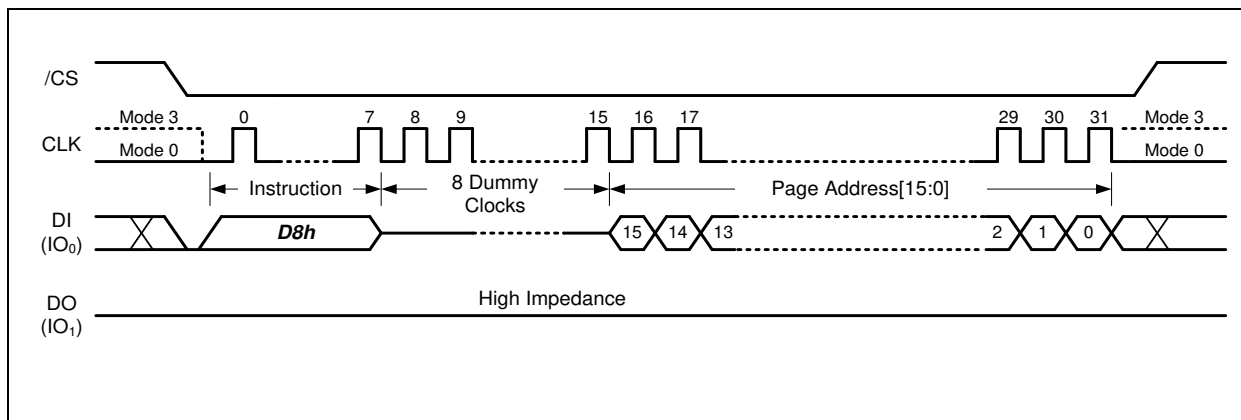 /CS
Mode 3 0 7 8 9 15 16 17 29 30 31 Mode 3
CLK
Mode 0 Mode 0
Instruction 8 Dummy Page Address[15:0]
Clocks
DI
(IO₀) D8h 15 14 13 2 1 0
High Impedance
DO
(IO₁)